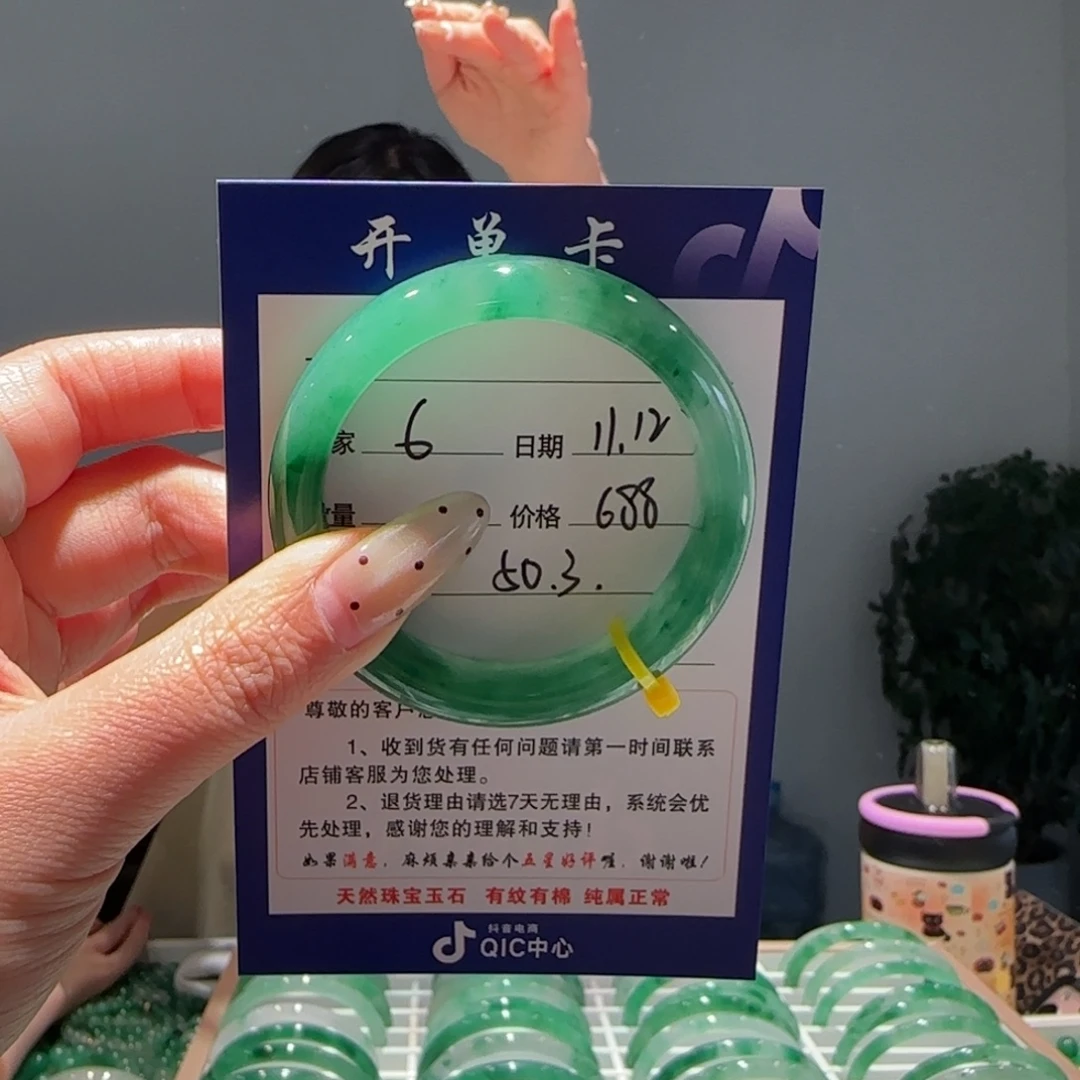 开单卡
家 6 日期 11.12
量 价格 688
50.3.
尊敬的客户
1、收到货有任何问题请第一时间联系
店铺客服为您处理。
2、退货理由请选7天无理由，系统会优
先处理，感谢您的理解和支持！
如果满意，麻烦亲亲给个五星好评喔，谢谢啦！
天然珠宝玉石 有纹有棉 纯属正常
抖音电商
QIC中心